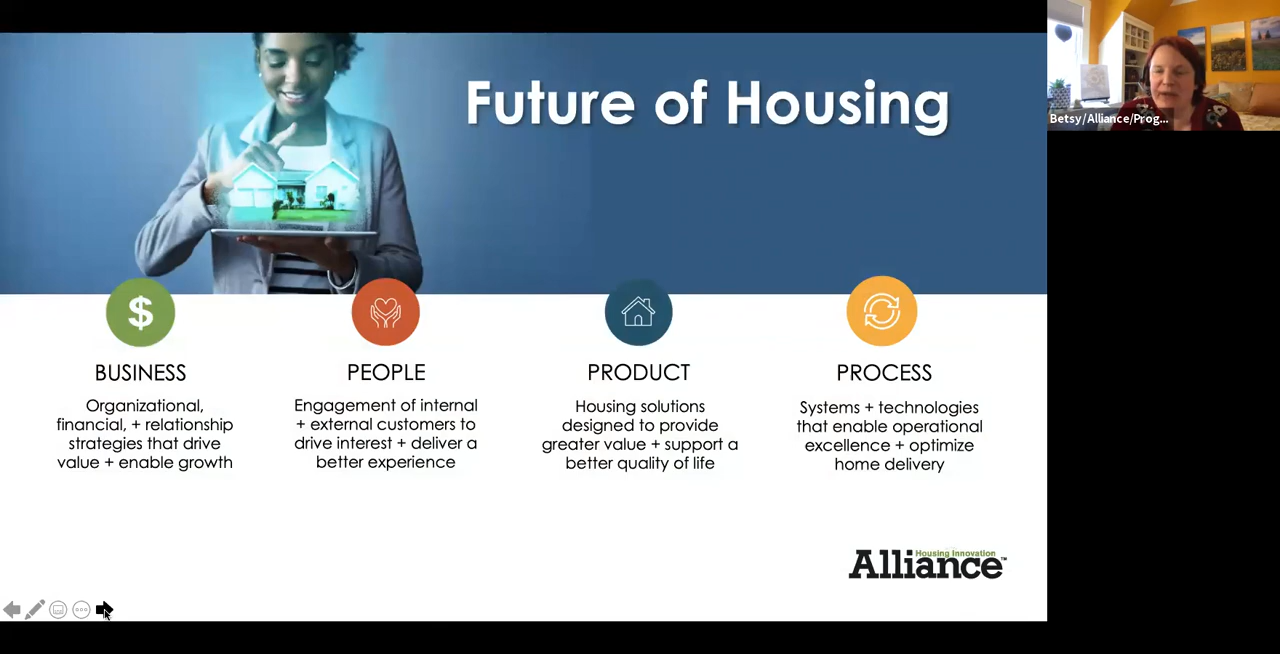 Future of Housing
Betsy/Alliance/Prog...
$
BUSINESS
Organizational,
financial, + relationship
strategies that drive
value + enable growth
PEOPLE
Engagement of internal
+ external customers to
drive interest + deliver a
better experience
PRODUCT
Housing solutions
designed to provide
greater value + support a
better quality of life
PROCESS
Systems + technologies
that enable operational
excellence + optimize
home delivery
Housing Innovation
Alliance™